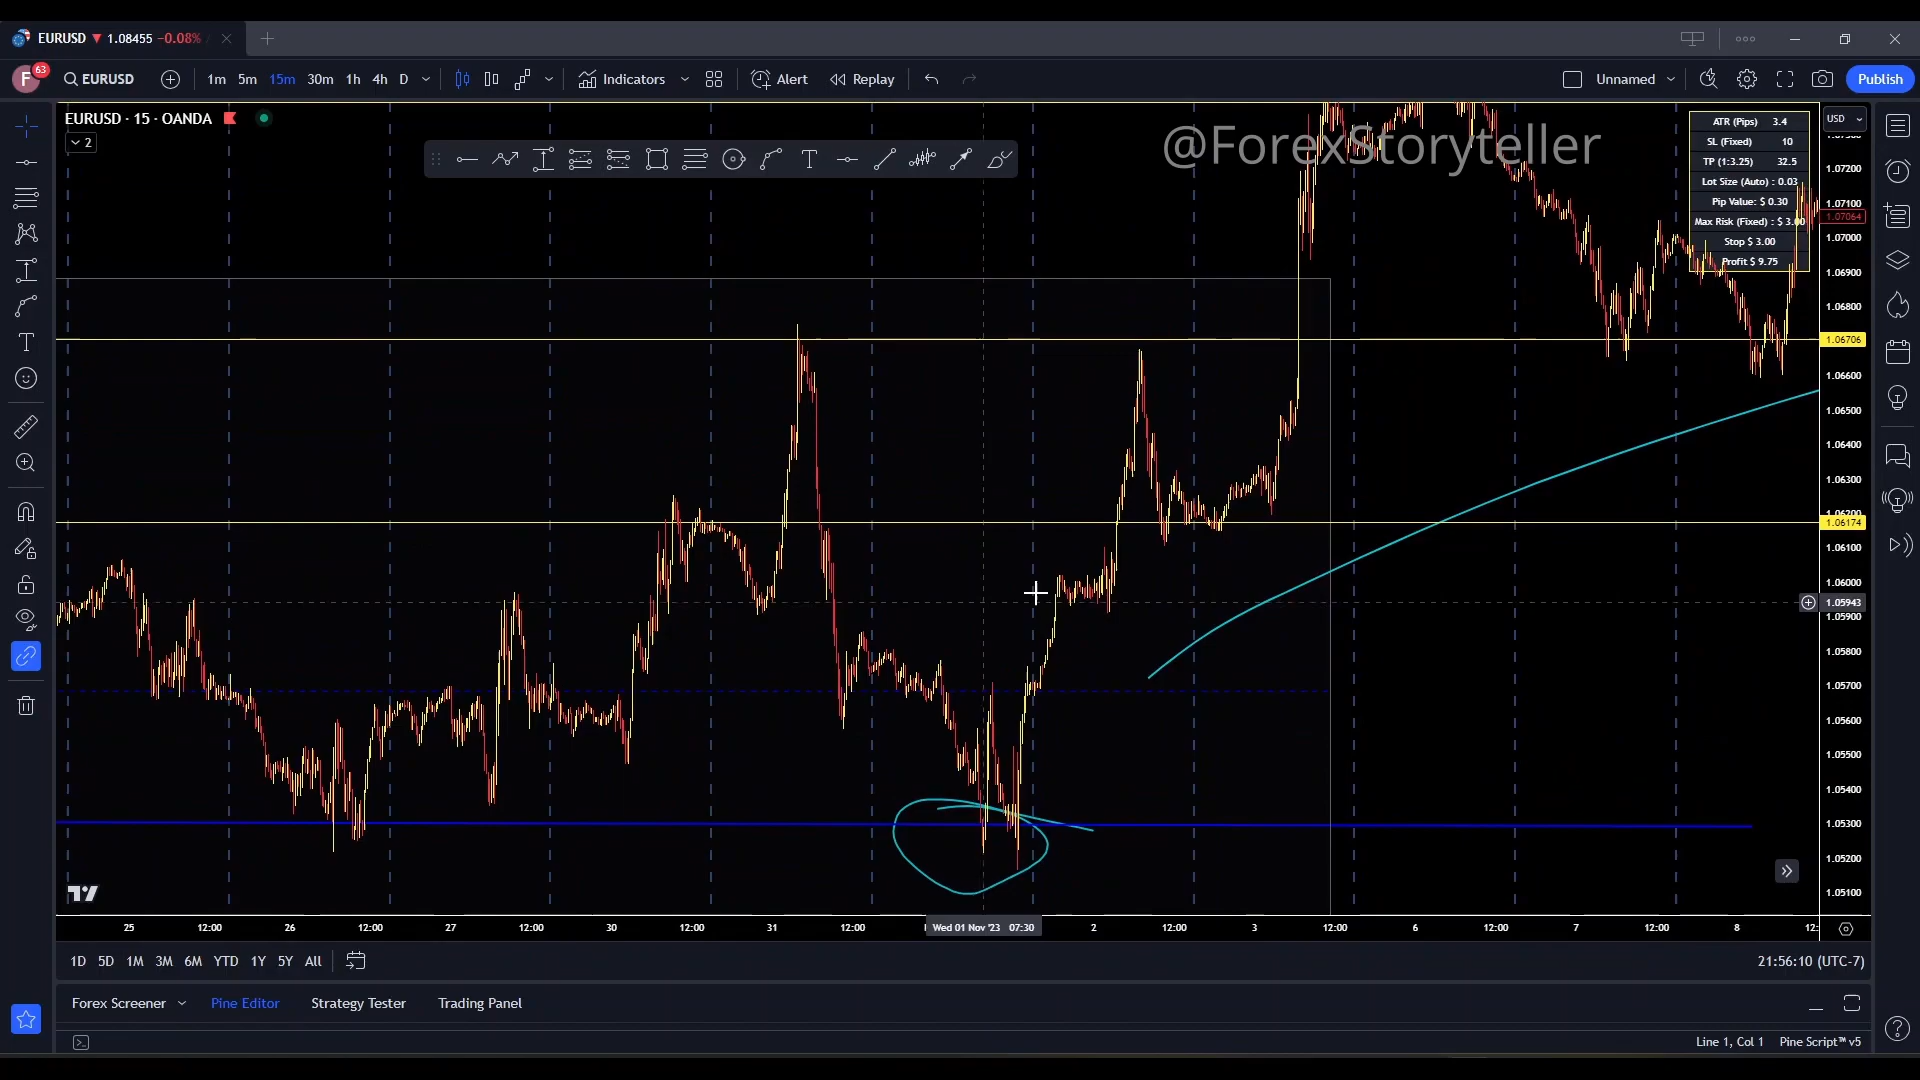 EURUSD ▼ 1.08455 −0.08%
F 63 EURUSD 1m 5m 15m 30m 1h 4h D Indicators Alert Replay Unnamed Publish
EURUSD · 15 · OANDA
2
@ForexStoryteller
ATR (Pips) 3.4
SL (Fixed) 10
TP (1:3.25) 32.5
Lot Size (Auto) : 0.03
Pip Value: $ 0.30
Max Risk (Fixed) : $ 3.00
Stop $ 3.00
Profit $ 9.75
USD
1.07200
1.07100
1.07064
1.07000
1.06900
1.06800
1.06706
1.06600
1.06500
1.06400
1.06300
1.06174
1.06100
1.06000
1.05943
1.05900
1.05800
1.05700
1.05600
1.05500
1.05400
1.05300
1.05200
1.05100
25 12:00 26 12:00 27 12:00 30 12:00 31 12:00 Wed 01 Nov '23 07:30 2 12:00 3 12:00 6 12:00 7 12:00 8 12:
1D 5D 1M 3M 6M YTD 1Y 5Y All 21:56:10 (UTC-7)
Forex Screener Pine Editor Strategy Tester Trading Panel
Line 1, Col 1 Pine Script™ v5